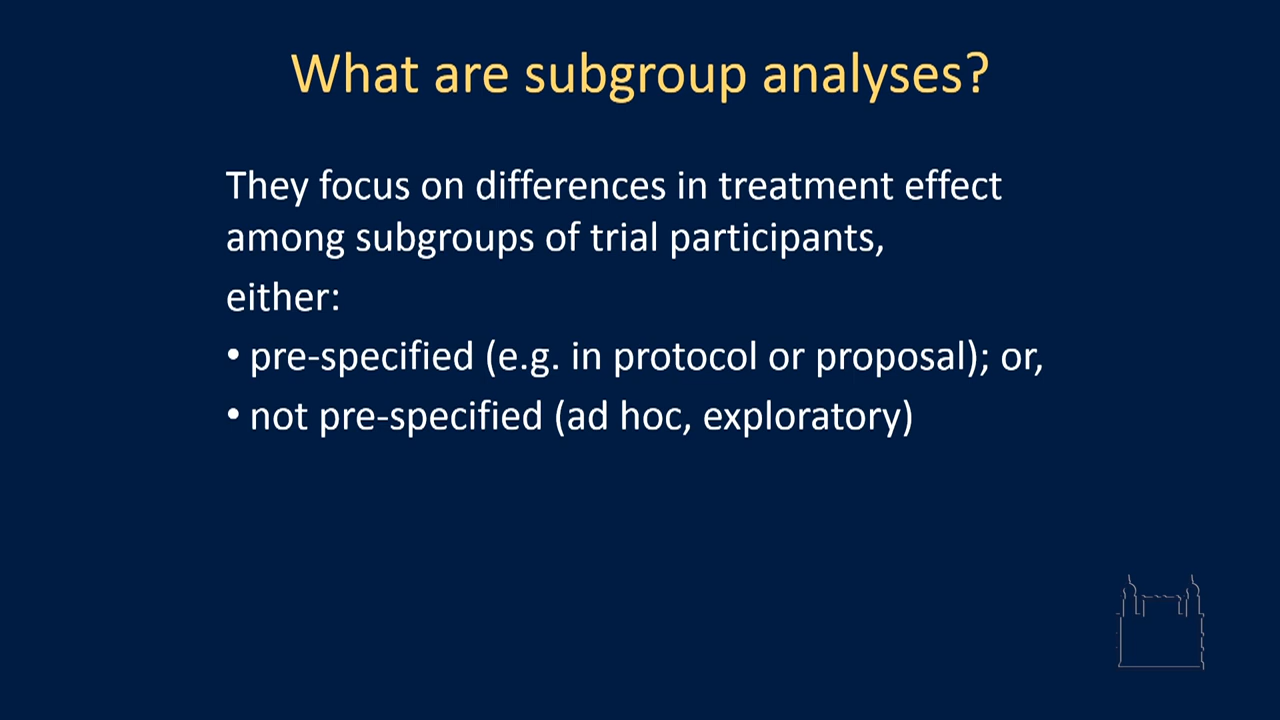 What are subgroup analyses?
They focus on differences in treatment effect
among subgroups of trial participants,
either:
• pre-specified (e.g. in protocol or proposal); or,
• not pre-specified (ad hoc, exploratory)